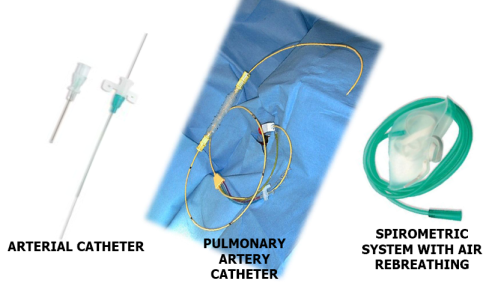 ARTERIAL CATHETER
PULMONARY
ARTERY
CATHETER
SPIROMETRIC
SYSTEM WITH AIR
REBREATHING